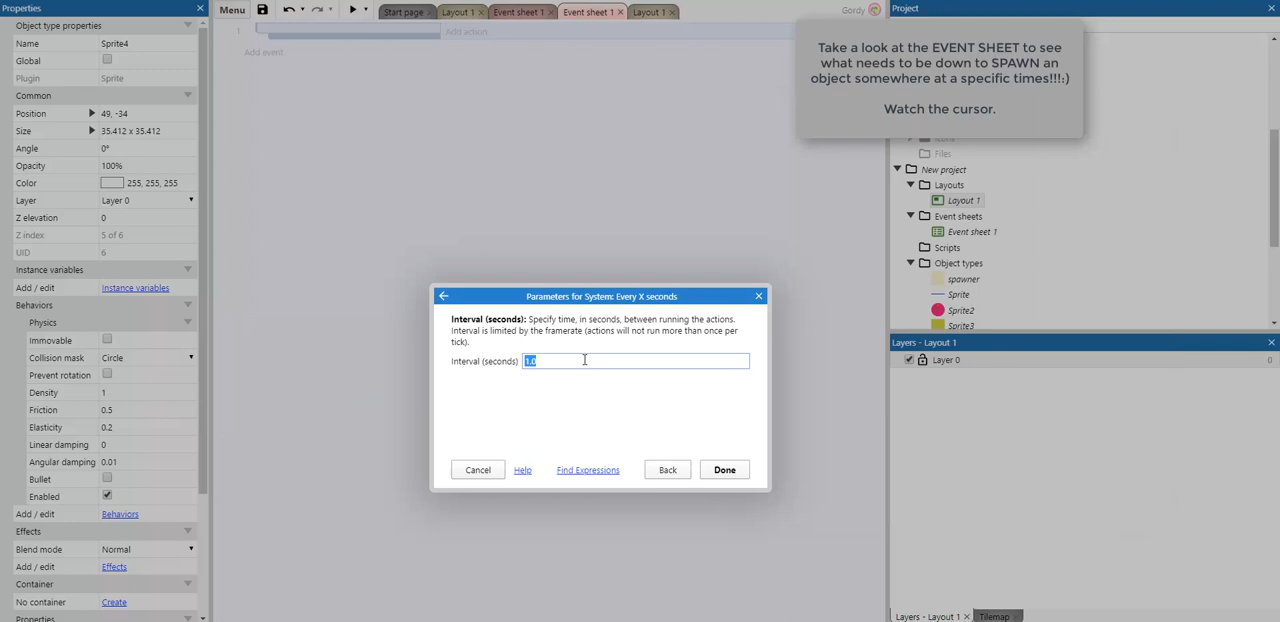 Properties
Object type properties
Name Sprite4
Global
Plugin Sprite
Common
Position 49, -34
Size 35.412 x 35.412
Angle 0°
Opacity 100%
Color 255, 255, 255
Layer Layer 0
Z elevation 0
Z index 5 of 6
UID 6
Instance variables
Add / edit Instance variables
Behaviors
Physics
Immovable
Collision mask Circle
Prevent rotation
Density 1
Friction 0.5
Elasticity 0.2
Linear damping 0
Angular damping 0.01
Bullet
Enabled
Add / edit Behaviors
Effects
Blend mode Normal
Add / edit Effects
Container
No container Create
Properties
Menu
Start page Layout 1 Event sheet 1 Event sheet 1 Layout 1
Gordy
1 Add action
Add event
Take a look at the EVENT SHEET to see
what needs to be down to SPAWN an
object somewhere at a specific times!!!:)
Watch the cursor.
Parameters for System: Every X seconds
Interval (seconds): Specify time, in seconds, between running the actions.
Interval is limited by the framerate (actions will not run more than once per
tick).
Interval (seconds) 1.0
Cancel Help Find Expressions Back Done
Project
Icons
Files
New project
Layouts
Layout 1
Event sheets
Event sheet 1
Scripts
Object types
spawner
Sprite
Sprite2
Sprite3
Layers - Layout 1
Layer 0 0
Layers - Layout 1 Tilemap